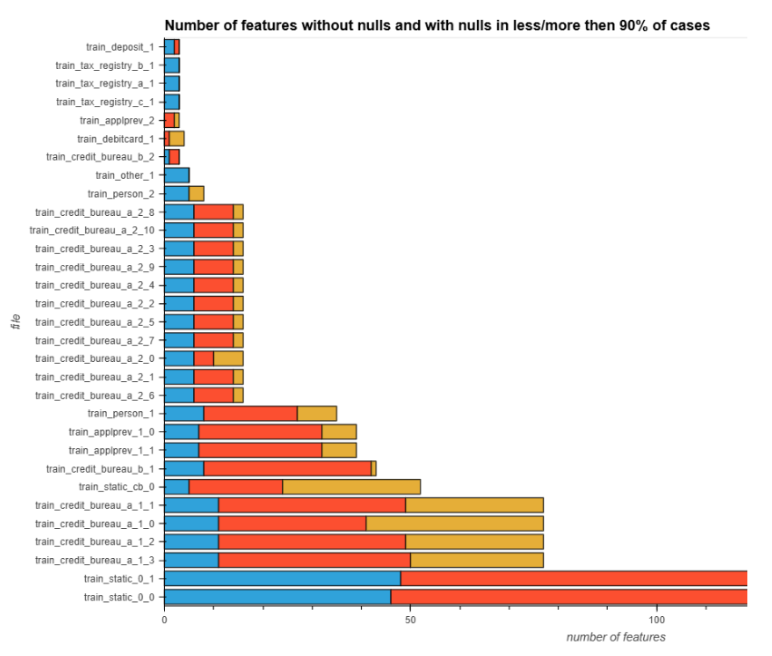 Number of features without nulls and with nulls in less/more then 90% of cases
train_deposit_1
train_tax_registry_b_1
train_tax_registry_a_1
train_tax_registry_c_1
train_applprev_2
train_debitcard_1
train_credit_bureau_b_2
train_other_1
train_person_2
train_credit_bureau_a_2_8
train_credit_bureau_a_2_10
train_credit_bureau_a_2_3
train_credit_bureau_a_2_9
train_credit_bureau_a_2_4
train_credit_bureau_a_2_2
train_credit_bureau_a_2_5
train_credit_bureau_a_2_7
train_credit_bureau_a_2_0
train_credit_bureau_a_2_1
train_credit_bureau_a_2_6
train_person_1
train_applprev_1_0
train_applprev_1_1
train_credit_bureau_b_1
train_static_cb_0
train_credit_bureau_a_1_1
train_credit_bureau_a_1_0
train_credit_bureau_a_1_2
train_credit_bureau_a_1_3
train_static_0_1
train_static_0_0
file
0 50 100
number of features